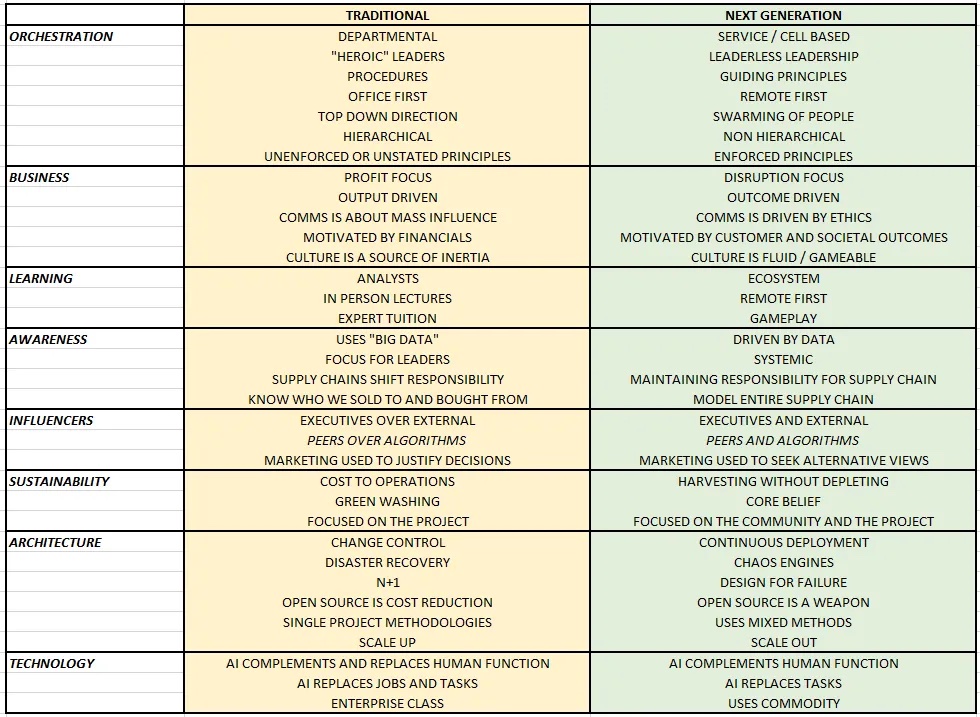 TRADITIONAL NEXT GENERATION
ORCHESTRATION DEPARTMENTAL SERVICE / CELL BASED
"HEROIC" LEADERS LEADERLESS LEADERSHIP
PROCEDURES GUIDING PRINCIPLES
OFFICE FIRST REMOTE FIRST
TOP DOWN DIRECTION SWARMING OF PEOPLE
HIERARCHICAL NON HIERARCHICAL
UNENFORCED OR UNSTATED PRINCIPLES ENFORCED PRINCIPLES
BUSINESS PROFIT FOCUS DISRUPTION FOCUS
OUTPUT DRIVEN OUTCOME DRIVEN
COMMS IS ABOUT MASS INFLUENCE COMMS IS DRIVEN BY ETHICS
MOTIVATED BY FINANCIALS MOTIVATED BY CUSTOMER AND SOCIETAL OUTCOMES
CULTURE IS A SOURCE OF INERTIA CULTURE IS FLUID / GAMEABLE
LEARNING ANALYSTS ECOSYSTEM
IN PERSON LECTURES REMOTE FIRST
EXPERT TUITION GAMEPLAY
AWARENESS USES "BIG DATA" DRIVEN BY DATA
FOCUS FOR LEADERS SYSTEMIC
SUPPLY CHAINS SHIFT RESPONSIBILITY MAINTAINING RESPONSIBILITY FOR SUPPLY CHAIN
KNOW WHO WE SOLD TO AND BOUGHT FROM MODEL ENTIRE SUPPLY CHAIN
INFLUENCERS EXECUTIVES OVER EXTERNAL EXECUTIVES AND EXTERNAL
PEERS OVER ALGORITHMS PEERS AND ALGORITHMS
MARKETING USED TO JUSTIFY DECISIONS MARKETING USED TO SEEK ALTERNATIVE VIEWS
SUSTAINABILITY COST TO OPERATIONS HARVESTING WITHOUT DEPLETING
GREEN WASHING CORE BELIEF
FOCUSED ON THE PROJECT FOCUSED ON THE COMMUNITY AND THE PROJECT
ARCHITECTURE CHANGE CONTROL CONTINUOUS DEPLOYMENT
DISASTER RECOVERY CHAOS ENGINES
N+1 DESIGN FOR FAILURE
OPEN SOURCE IS COST REDUCTION OPEN SOURCE IS A WEAPON
SINGLE PROJECT METHODOLOGIES USES MIXED METHODS
SCALE UP SCALE OUT
TECHNOLOGY AI COMPLEMENTS AND REPLACES HUMAN FUNCTION AI COMPLEMENTS HUMAN FUNCTION
AI REPLACES JOBS AND TASKS AI REPLACES TASKS
ENTERPRISE CLASS USES COMMODITY